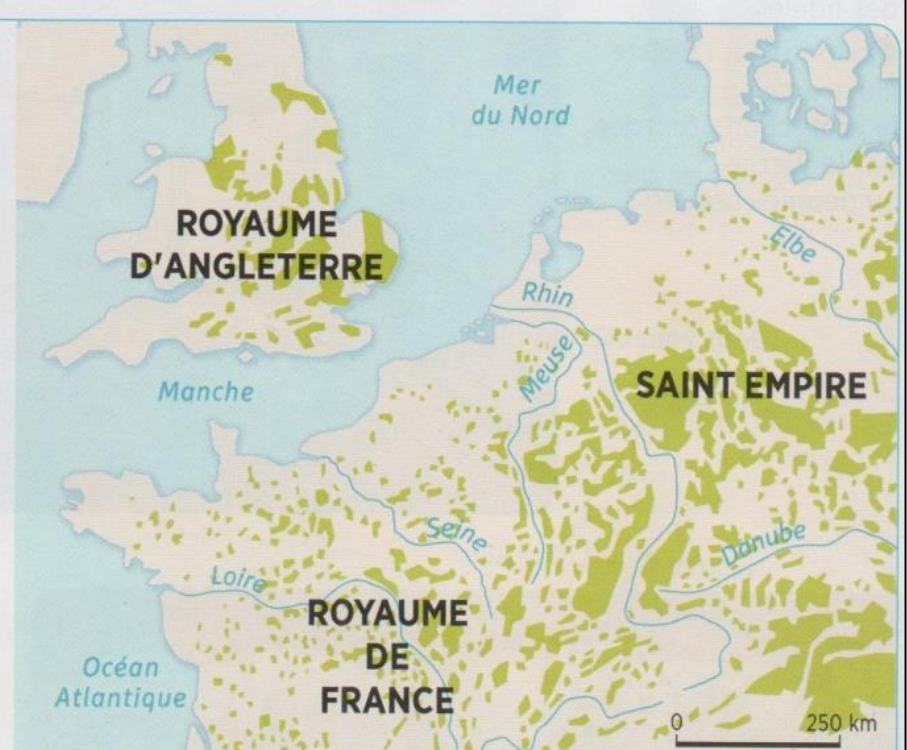 Mer
du Nord
ROYAUME
D'ANGLETERRE
Elbe
Rhin
Meuse
SAINT EMPIRE
Manche
Seine
Danube
Loire
ROYAUME
DE
FRANCE
Océan
Atlantique
0 250 km